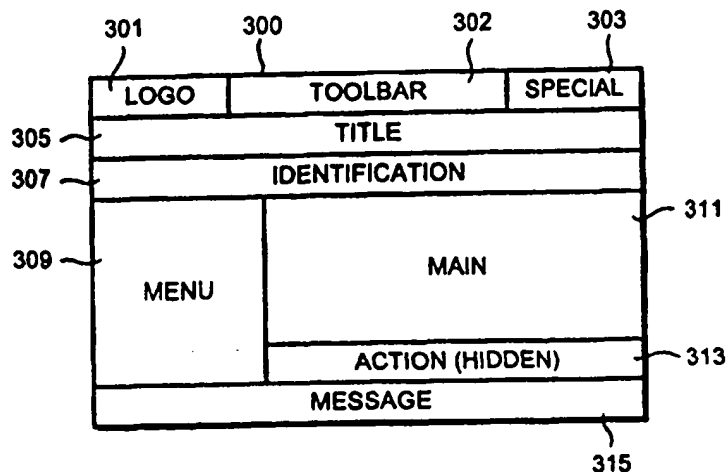 301 300 302 303
LOGO TOOLBAR SPECIAL
305 TITLE
307 IDENTIFICATION
311
309 MENU MAIN
ACTION (HIDDEN) 313
MESSAGE
315